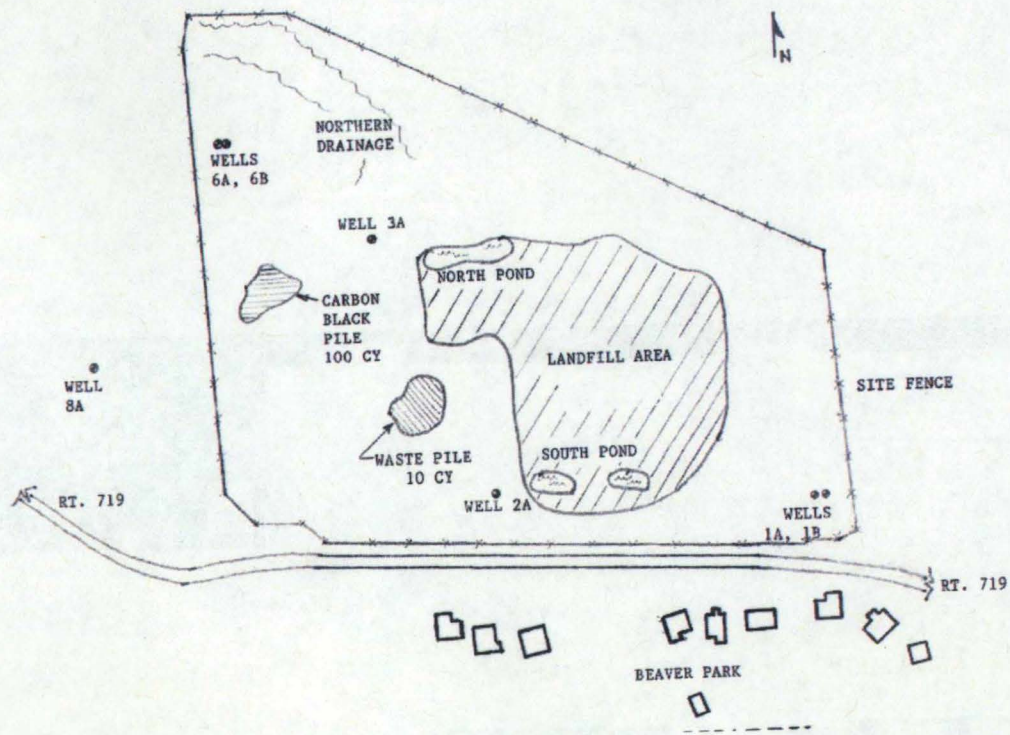 N
NORTHERN
DRAINAGE
WELLS
6A, 6B
WELL 3A
NORTH POND
CARBON
BLACK
PILE
100 CY
LANDFILL AREA
WELL
8A
SITE FENCE
WASTE PILE
10 CY
SOUTH POND
RT. 719
WELL 2A
WELLS
1A, 1B
RT. 719
BEAVER PARK